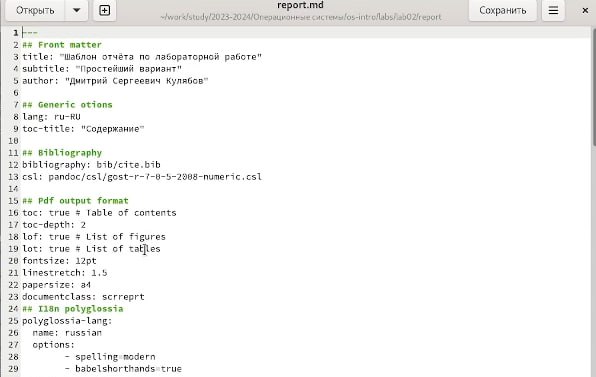 Открыть
report.md
~/work/study/2023-2024/Операционные системы/os-intro/labs/lab02/report
Сохранить
1 ---
2 ## Front matter
3 title: "Шаблон отчёта по лабораторной работе"
4 subtitle: "Простейший вариант"
5 author: "Дмитрий Сергеевич Кулябов"
6
7 ## Generic otions
8 lang: ru-RU
9 toc-title: "Содержание"
10
11 ## Bibliography
12 bibliography: bib/cite.bib
13 csl: pandoc/csl/gost-r-7-0-5-2008-numeric.csl
14
15 ## Pdf output format
16 toc: true # Table of contents
17 toc-depth: 2
18 lof: true # List of figures
19 lot: true # List of tables
20 fontsize: 12pt
21 linestretch: 1.5
22 papersize: a4
23 documentclass: scrreprt
24 ## I18n polyglossia
25 polyglossia-lang:
26   name: russian
27   options:
28         - spelling=modern
29         - babelshorthands=true